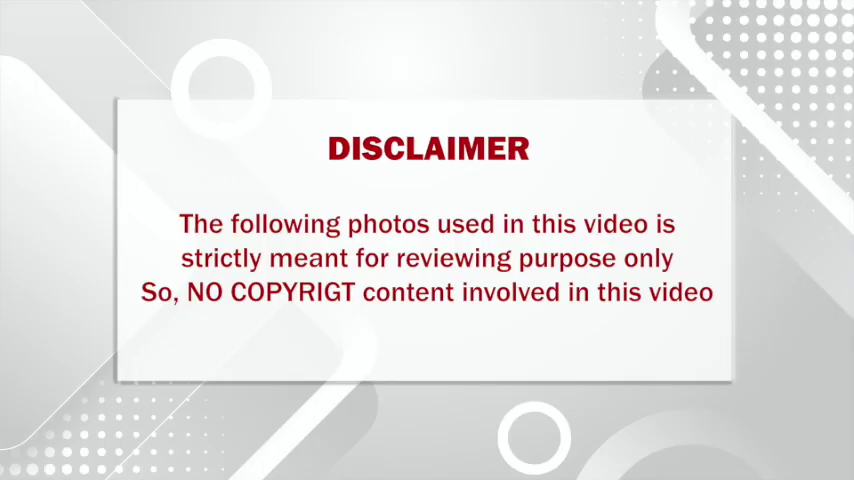 DISCLAIMER
The following photos used in this video is
strictly meant for reviewing purpose only
So, NO COPYRIGT content involved in this video